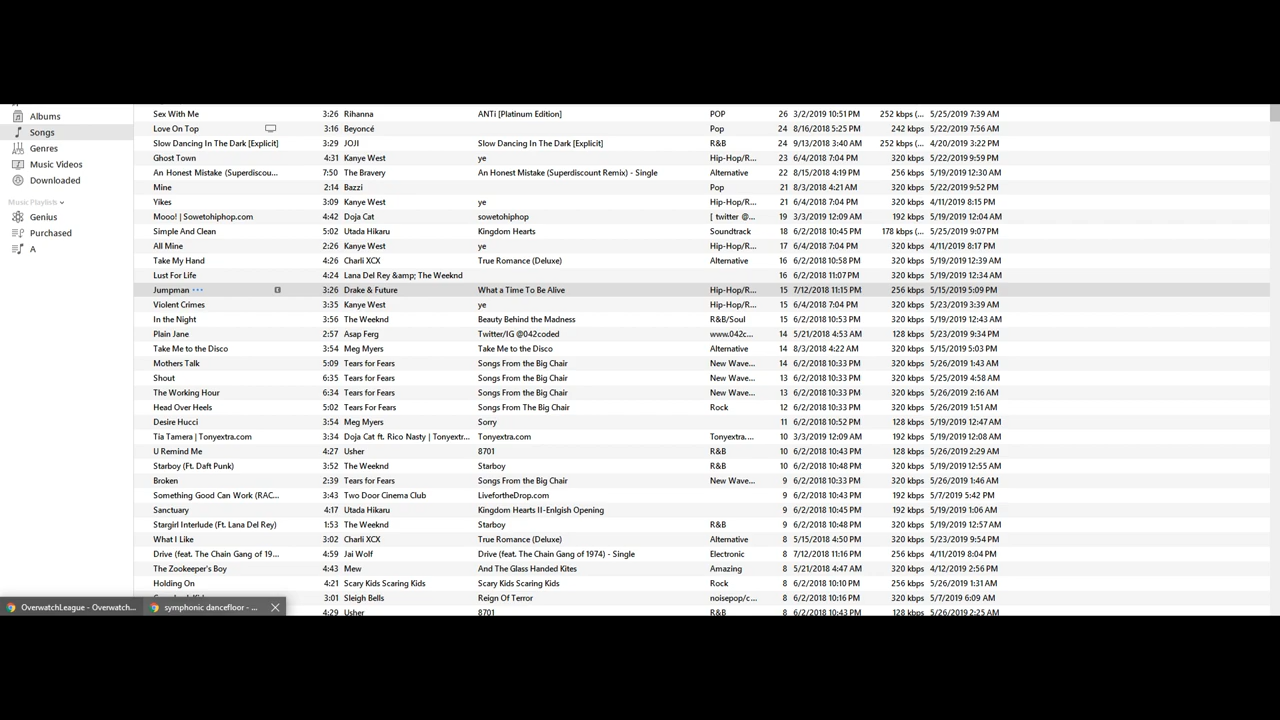 Albums
Songs
Genres
Music Videos
Downloaded
Music Playlists
Genius
Purchased
A
Sex With Me 3:26 Rihanna ANTi [Platinum Edition] POP 26 3/2/2019 10:51 PM 252 kbps (... 5/25/2019 7:39 AM
Love On Top 3:16 Beyoncé Pop 24 8/16/2018 5:25 PM 242 kbps 5/22/2019 7:56 AM
Slow Dancing In The Dark [Explicit] 3:29 JOJI Slow Dancing In The Dark [Explicit] R&B 24 9/13/2018 3:40 AM 252 kbps (... 4/20/2019 3:22 PM
Ghost Town 4:31 Kanye West ye Hip-Hop/R... 23 6/4/2018 7:04 PM 320 kbps 5/22/2019 9:59 PM
An Honest Mistake (Superdiscou... 7:50 The Bravery An Honest Mistake (Superdiscount Remix) - Single Alternative 22 8/15/2018 4:19 PM 256 kbps 5/19/2019 12:30 AM
Mine 2:14 Bazzi Pop 21 8/3/2018 4:21 AM 320 kbps 5/22/2019 9:52 PM
Yikes 3:09 Kanye West ye Hip-Hop/R... 21 6/4/2018 7:04 PM 320 kbps 4/11/2019 8:15 PM
Mooo! | Sowetohiphop.com 4:42 Doja Cat sowetohiphop [ twitter @... 19 3/3/2019 12:09 AM 192 kbps 5/19/2019 12:04 AM
Simple And Clean 5:02 Utada Hikaru Kingdom Hearts Soundtrack 18 6/2/2018 10:45 PM 178 kbps (... 5/25/2019 9:07 PM
All Mine 2:26 Kanye West ye Hip-Hop/R... 17 6/4/2018 7:04 PM 320 kbps 4/11/2019 8:17 PM
Take My Hand 4:26 Charli XCX True Romance (Deluxe) Alternative 16 6/2/2018 10:58 PM 320 kbps 5/19/2019 12:39 AM
Lust For Life 4:24 Lana Del Rey &amp; The Weeknd 16 6/2/2018 11:07 PM 320 kbps 5/19/2019 12:34 AM
Jumpman ••• E 3:26 Drake & Future What a Time To Be Alive Hip-Hop/R... 15 7/12/2018 11:15 PM 256 kbps 5/15/2019 5:09 PM
Violent Crimes 3:35 Kanye West ye Hip-Hop/R... 15 6/4/2018 7:04 PM 320 kbps 5/23/2019 3:39 AM
In the Night 3:56 The Weeknd Beauty Behind the Madness R&B/Soul 15 6/2/2018 10:33 PM 320 kbps 5/19/2019 12:43 AM
Plain Jane 2:57 Asap Ferg Twitter/IG @042coded www.042c... 14 5/21/2018 4:53 AM 128 kbps 5/23/2019 9:34 PM
Take Me to the Disco 3:54 Meg Myers Take Me to the Disco Alternative 14 8/3/2018 4:22 AM 320 kbps 5/15/2019 5:03 PM
Mothers Talk 5:09 Tears for Fears Songs From the Big Chair New Wave... 14 6/2/2018 10:33 PM 320 kbps 5/26/2019 1:43 AM
Shout 6:35 Tears for Fears Songs From the Big Chair New Wave... 13 6/2/2018 10:33 PM 320 kbps 5/25/2019 4:58 AM
The Working Hour 6:34 Tears for Fears Songs From the Big Chair New Wave... 13 6/2/2018 10:33 PM 320 kbps 5/26/2019 2:16 AM
Head Over Heels 5:02 Tears For Fears Songs From The Big Chair Rock 12 6/2/2018 10:33 PM 320 kbps 5/26/2019 1:51 AM
Desire Hucci 3:54 Meg Myers Sorry 11 6/2/2018 10:52 PM 128 kbps 5/19/2019 12:47 AM
Tia Tamera | Tonyextra.com 3:34 Doja Cat ft. Rico Nasty | Tonyextr... Tonyextra.com Tonyextra.... 10 3/3/2019 12:09 AM 192 kbps 5/19/2019 12:08 AM
U Remind Me 4:27 Usher 8701 R&B 10 6/2/2018 10:43 PM 128 kbps 5/26/2019 2:29 AM
Starboy (Ft. Daft Punk) 3:52 The Weeknd Starboy R&B 10 6/2/2018 10:48 PM 320 kbps 5/19/2019 12:55 AM
Broken 2:39 Tears for Fears Songs From the Big Chair New Wave... 9 6/2/2018 10:33 PM 320 kbps 5/26/2019 1:46 AM
Something Good Can Work (RAC... 3:43 Two Door Cinema Club LivefortheDrop.com 9 6/2/2018 10:43 PM 192 kbps 5/7/2019 5:42 PM
Sanctuary 4:17 Utada Hikaru Kingdom Hearts II-Enlgish Opening 9 6/2/2018 10:45 PM 192 kbps 5/19/2019 1:06 AM
Stargirl Interlude (Ft. Lana Del Rey) 1:53 The Weeknd Starboy R&B 9 6/2/2018 10:48 PM 320 kbps 5/19/2019 12:57 AM
What I Like 3:02 Charli XCX True Romance (Deluxe) Alternative 8 5/15/2018 4:50 PM 320 kbps 5/23/2019 9:54 PM
Drive (feat. The Chain Gang of 19... 4:49 Jai Wolf Drive (feat. The Chain Gang of 1974) - Single Electronic 8 7/12/2018 11:16 PM 256 kbps 4/11/2019 8:04 PM
The Zookeeper's Boy 4:43 Mew And The Glass Handed Kites Amazing 8 5/21/2018 4:47 AM 320 kbps 4/12/2019 2:56 PM
Holding On 4:21 Scary Kids Scaring Kids Scary Kids Scaring Kids Rock 8 6/2/2018 10:10 PM 256 kbps 5/26/2019 1:31 AM
3:01 Sleigh Bells Reign Of Terror noisepop/c... 8 6/2/2018 10:16 PM 320 kbps 5/7/2019 6:09 AM
4:29 Usher 8701 R&B 8 6/2/2018 10:43 PM 128 kbps 5/26/2019 2:25 AM
OverwatchLeague - Overwatch... symphonic dancefloor - ...